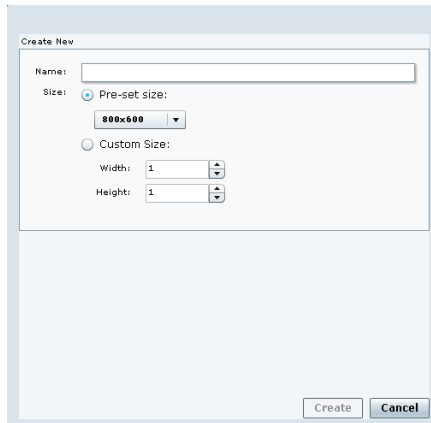 Create New
Name:
Size: Pre-set size:
800x600
Custom Size:
Width: 1
Height: 1
Create Cancel